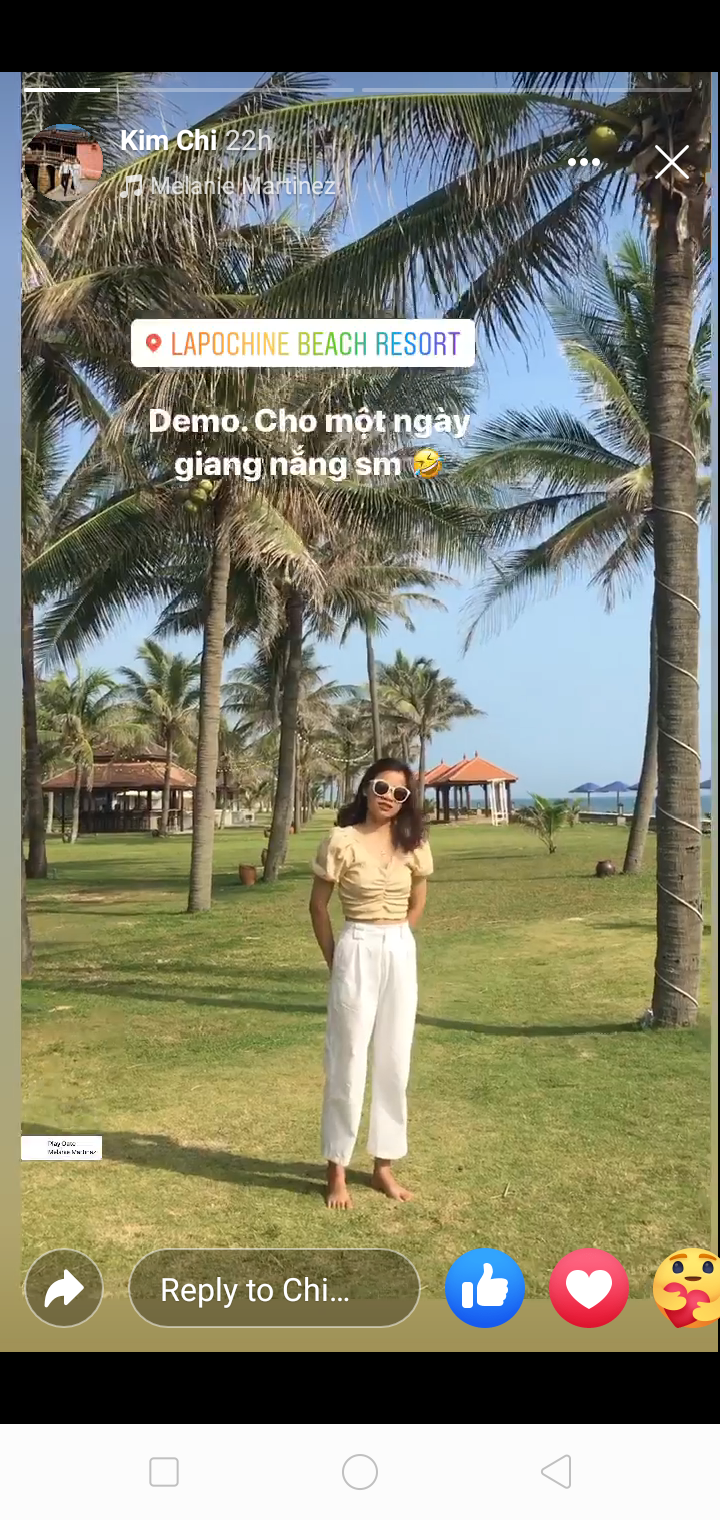 Kim Chi 22h
Melanie Martinez
LAPOCHINE BEACH RESORT
Demo. Cho một ngày
giang nắng sm 🤣
Play Date
Melanie Martinez
Reply to Chi...